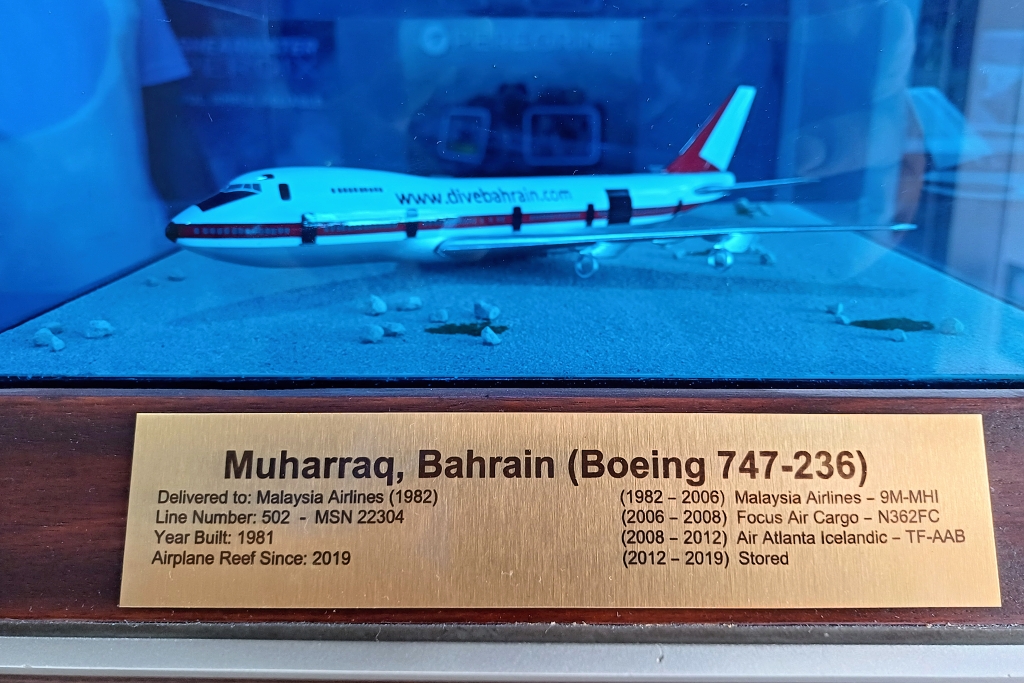 www.divebahrain.com
Muharraq, Bahrain (Boeing 747-236)
Delivered to: Malaysia Airlines (1982)
Line Number: 502 - MSN 22304
Year Built: 1981
Airplane Reef Since: 2019
(1982 – 2006) Malaysia Airlines – 9M-MHI
(2006 – 2008) Focus Air Cargo – N362FC
(2008 – 2012) Air Atlanta Icelandic – TF-AAB
(2012 – 2019) Stored